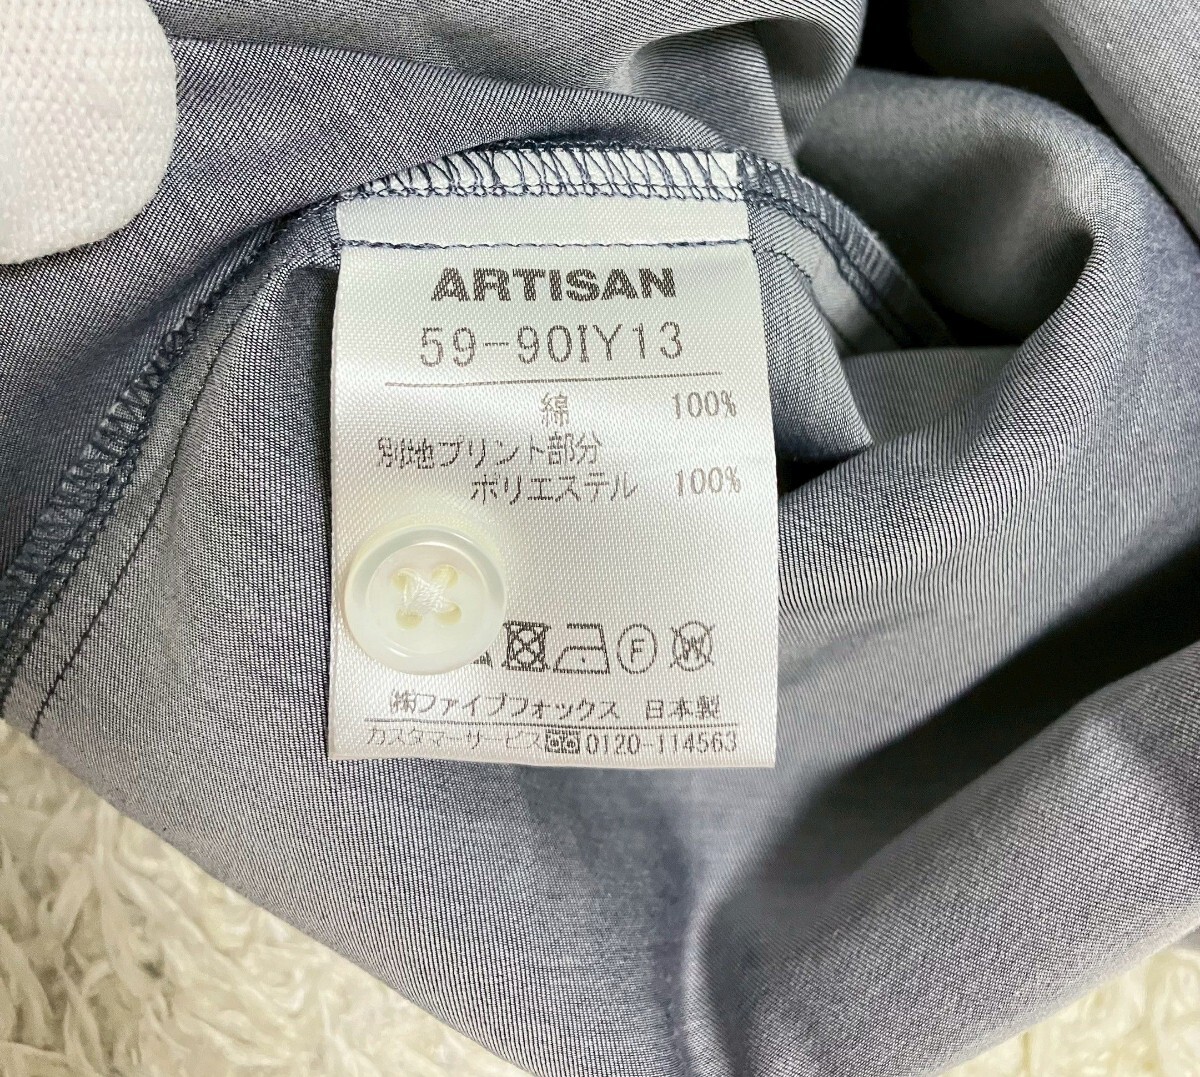 ARTISAN
59-90IY13
綿 100%
別地プリント部分
ポリエステル 100%
F W
㈱ファイブフォックス 日本製
カスタマーサービス 0120-114563